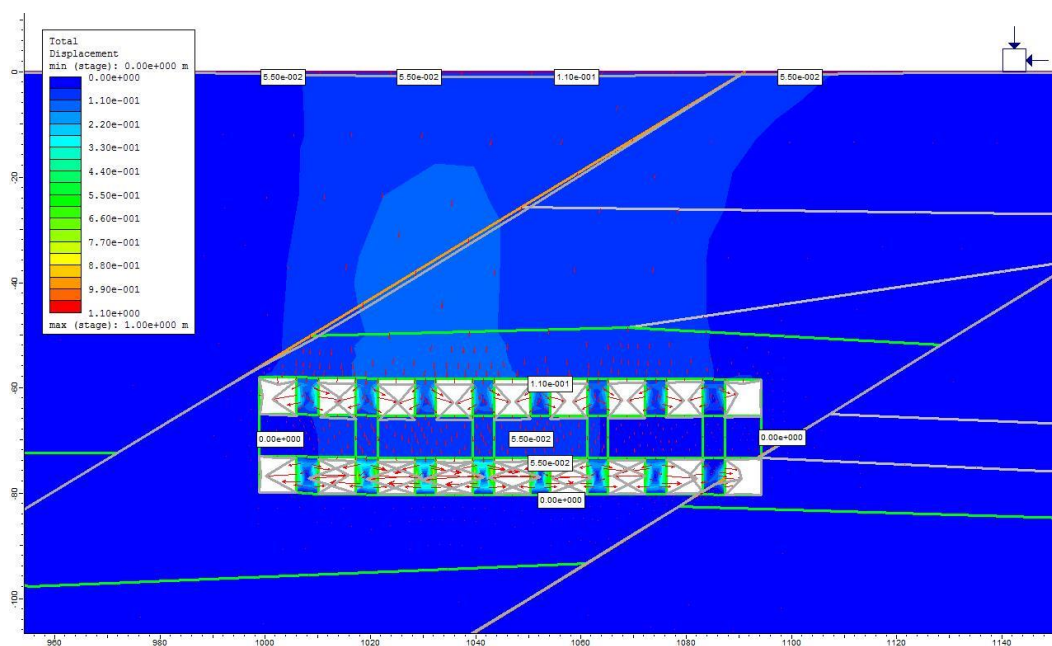 Total
Displacement
min (stage): 0.00e+000 m
0.00e+000
1.10e-001
2.20e-001
3.30e-001
4.40e-001
5.50e-001
6.60e-001
7.70e-001
8.80e-001
9.90e-001
1.10e+000
max (stage): 1.00e+000 m
5.50e-002
5.50e-002
1.10e-001
5.50e-002
1.10e-001
0.00e+000
5.50e-002
0.00e+000
5.50e-002
0.00e+000
0
-20
-40
-60
-80
-100
960
980
1000
1020
1040
1060
1080
1100
1120
1140